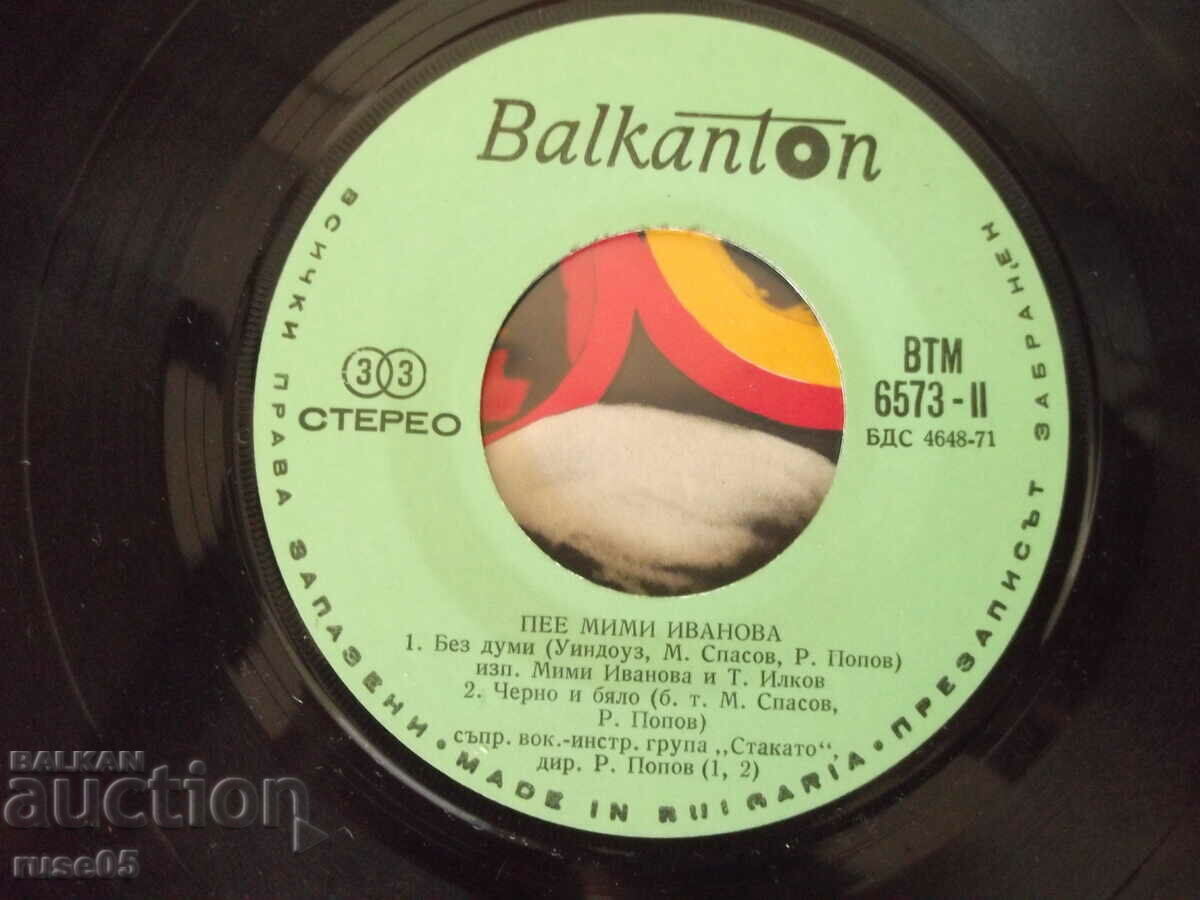 Balkanton
33
СТЕРЕО
ВТМ
6573-II
БДС 4648-71
ПЕЕ МИМИ ИВАНОВА
1. Без думи (Уиндоуз, М. Спасов, Р. Попов)
изп. Мими Иванова и Т. Илков
2. Черно и бяло (б. т. М. Спасов,
Р. Попов)
съпр. вок.-инстр. група „Стакато“,
дир. Р. Попов (1, 2)
ВСИЧКИ ПРАВА ЗАПАЗЕНИ • MADE IN BULGARIA • ПРЕЗАПИСЪТ ЗАБРАНЕН
BALKAN
auction
ruse05